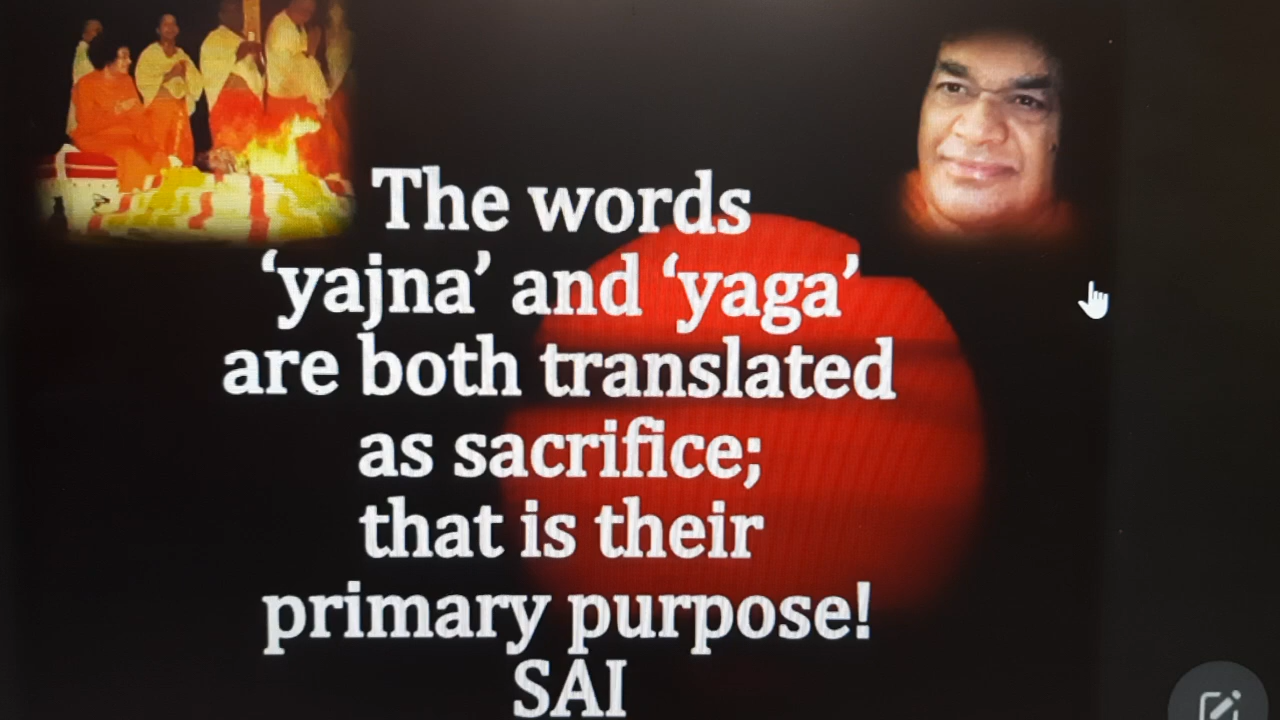 The words
‘yajna’ and ‘yaga’
are both translated
as sacrifice;
that is their
primary purpose!
SAI